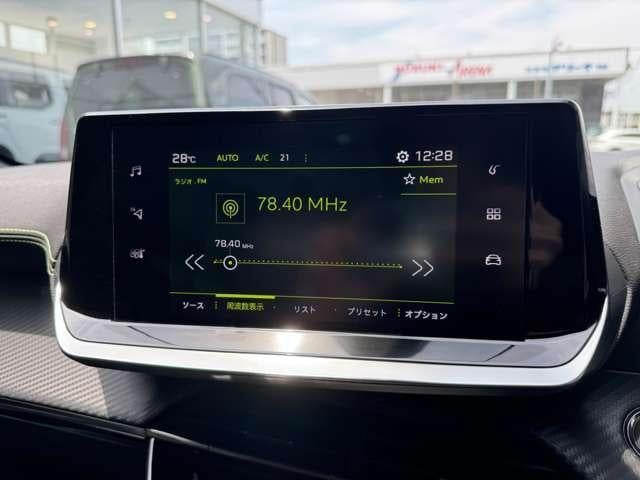 28℃ AUTO A/C 21 12:28
ラジオ . FM
Mem
78.40 MHz
78.40 MHz
ソース 周波数表示 リスト プリセット オプション